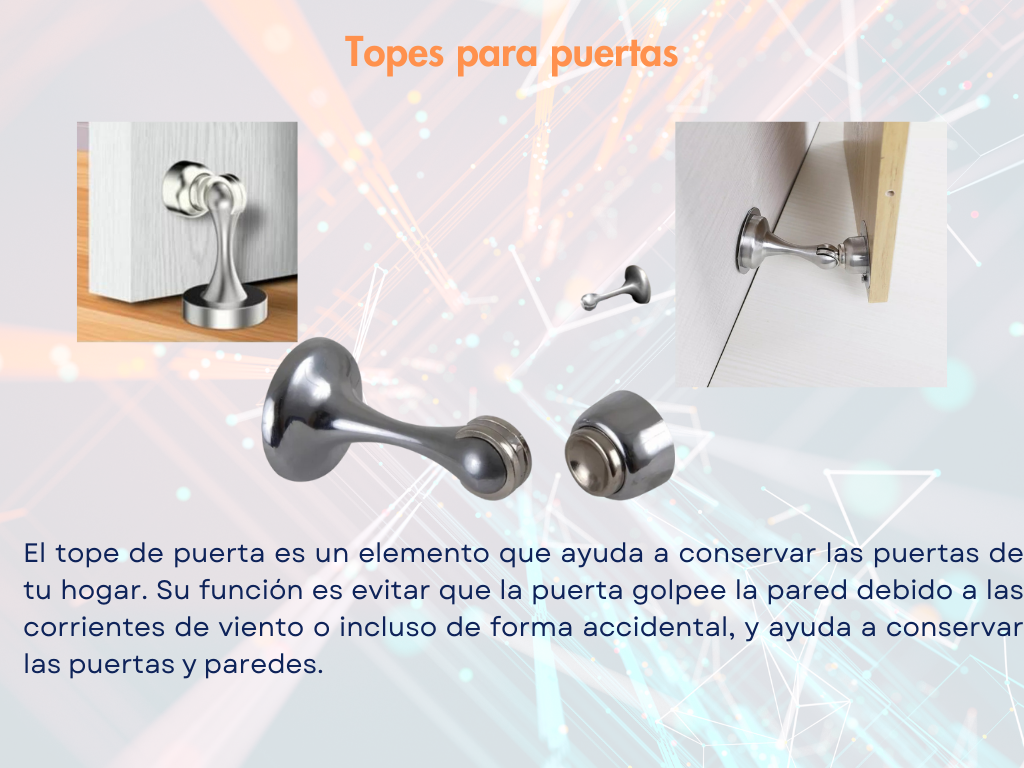 Topes para puertas
El tope de puerta es un elemento que ayuda a conservar las puertas de
tu hogar. Su función es evitar que la puerta golpee la pared debido a las
corrientes de viento o incluso de forma accidental, y ayuda a conservar
las puertas y paredes.